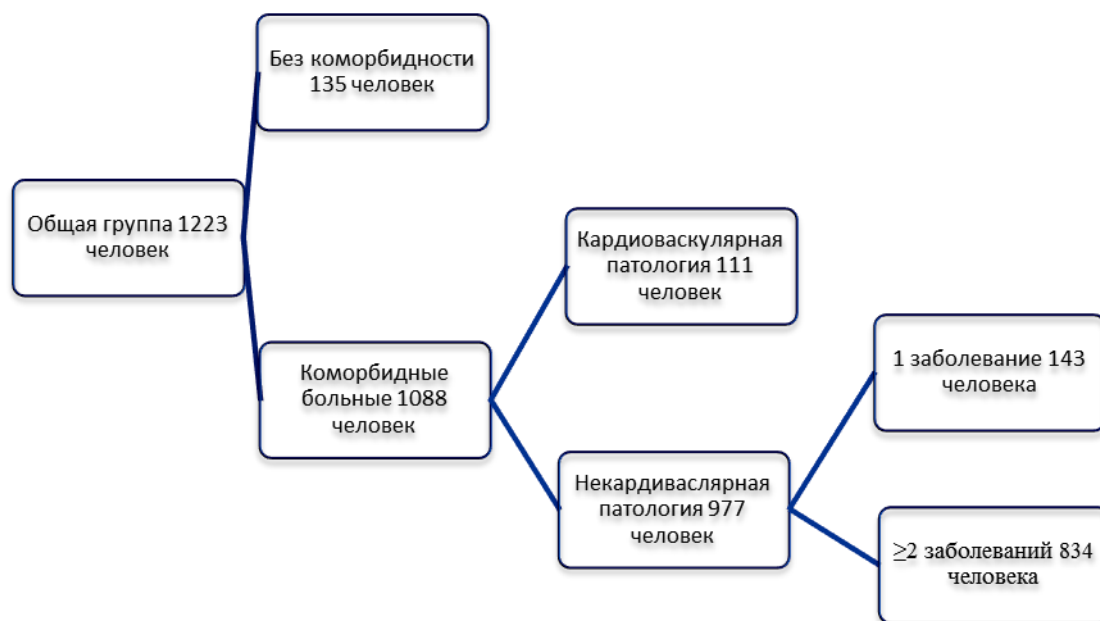 Без коморбидности
135 человек
Общая группа 1223
человек
Коморбидные
больные 1088
человек
Кардиоваскулярная
патология 111
человек
Некардиваслярная
патология 977
человек
1 заболевание 143
человека
≥2 заболеваний 834
человека